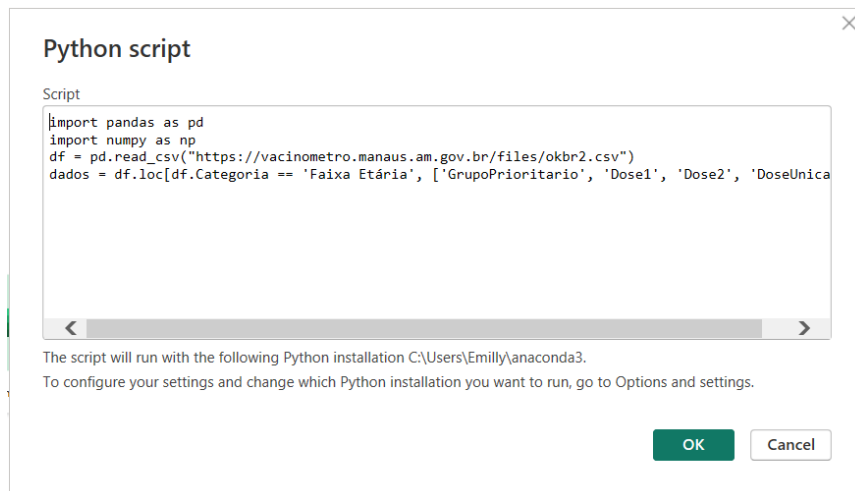 Python script
Script
import pandas as pd
import numpy as np
df = pd.read_csv("https://vacinometro.manaus.am.gov.br/files/okbr2.csv")
dados = df.loc[df.Categoria == 'Faixa Etária', ['GrupoPrioritario', 'Dose1', 'Dose2', 'DoseUnica
The script will run with the following Python installation C:\Users\Emilly\anaconda3.
To configure your settings and change which Python installation you want to run, go to Options and settings.
OK
Cancel